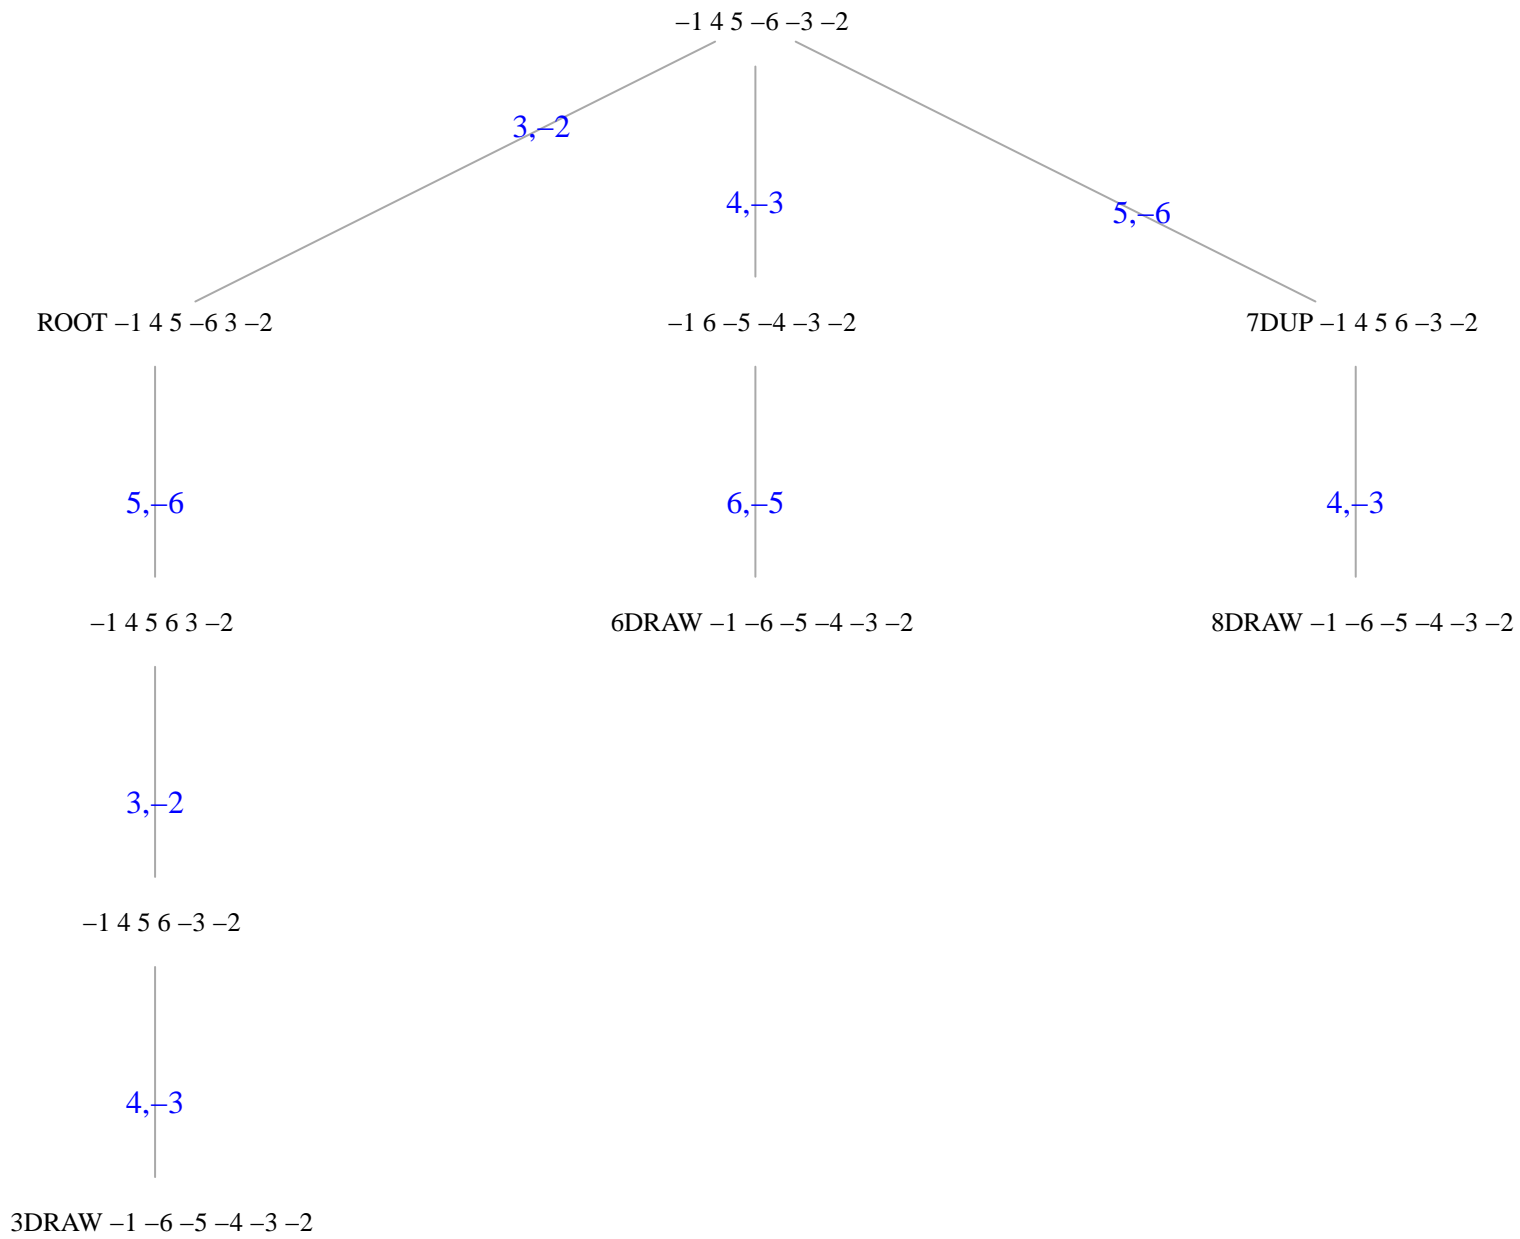 –1 4 5 –6 –3 –2
3,–2
4,–3
5,–6
ROOT –1 4 5 –6 3 –2
–1 6 –5 –4 –3 –2
7DUP –1 4 5 6 –3 –2
5,–6
6,–5
4,–3
–1 4 5 6 3 –2
6DRAW –1 –6 –5 –4 –3 –2
8DRAW –1 –6 –5 –4 –3 –2
3,–2
–1 4 5 6 –3 –2
4,–3
3DRAW –1 –6 –5 –4 –3 –2